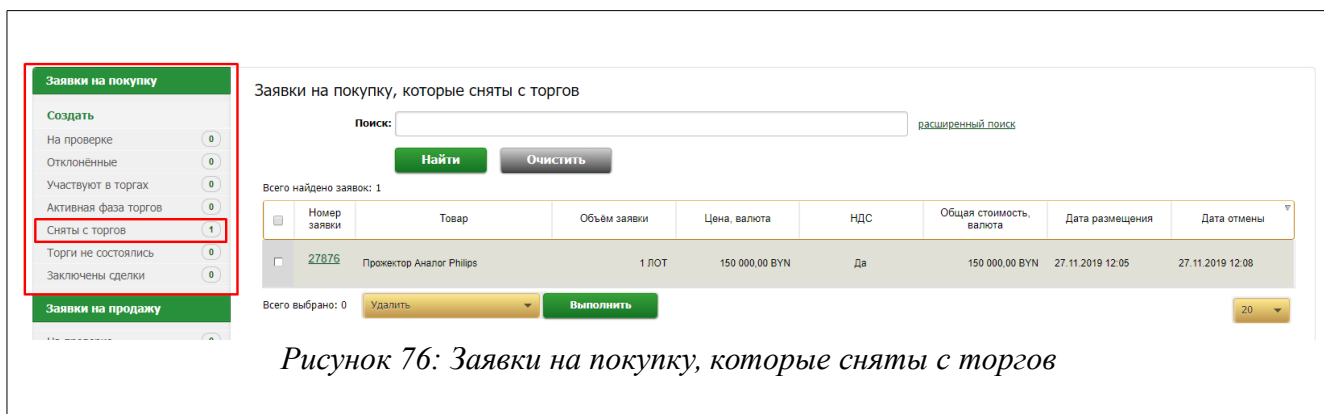 Заявки на покупку
Создать
На проверке 0
Отклонённые 0
Участвуют в торгах 0
Активная фаза торгов 0
Сняты с торгов 1
Торги не состоялись 0
Заключены сделки 0
Заявки на продажу
Заявки на покупку, которые сняты с торгов
Поиск: расширенный поиск
Найти Очистить
Всего найдено заявок: 1
Номер заявки Товар Объём заявки Цена, валюта НДС Общая стоимость, валюта Дата размещения Дата отмены
27876 Прожектор Аналог Philips 1 ЛОТ 150 000,00 BYN Да 150 000,00 BYN 27.11.2019 12:05 27.11.2019 12:08
Всего выбрано: 0 Удалить Выполнить 20
Рисунок 76: Заявки на покупку, которые сняты с торгов